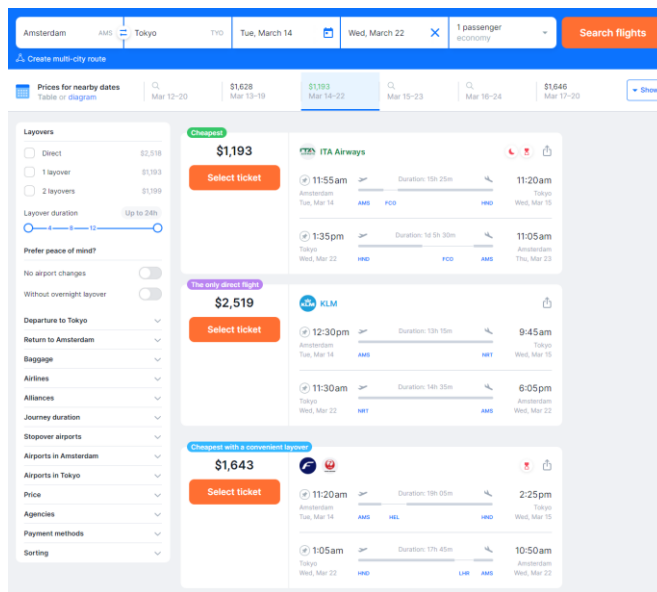 Amsterdam AMS Tokyo TYO Tue, March 14 Wed, March 22 1 passenger economy Search flights
Create multi-city route
Prices for nearby dates
Table or diagram
Mar 12–20
$1,628
Mar 13–19
$1,193
Mar 14–22
Mar 15–23
Mar 16–24
$1,646
Mar 17–20
Show
Layovers
Direct $2,518
1 layover $1,193
2 layovers $1,199
Layover duration Up to 24h
4 8 12
Prefer peace of mind?
No airport changes
Without overnight layover
Departure to Tokyo
Return to Amsterdam
Baggage
Airlines
Alliances
Journey duration
Stopover airports
Airports in Amsterdam
Airports in Tokyo
Price
Agencies
Payment methods
Sorting
Cheapest
$1,193
Select ticket
ITA Airways
11:55am Duration: 15h 25m 11:20am
Amsterdam Tokyo
Tue, Mar 14 AMS FCO HND Wed, Mar 15
1:35pm Duration: 1d 5h 30m 11:05am
Tokyo Amsterdam
Wed, Mar 22 HND FCO AMS Thu, Mar 23
The only direct flight
$2,519
Select ticket
KLM
KLM
12:30pm Duration: 13h 15m 9:45am
Amsterdam Tokyo
Tue, Mar 14 AMS NRT Wed, Mar 15
11:30am Duration: 14h 35m 6:05pm
Tokyo Amsterdam
Wed, Mar 22 NRT AMS Wed, Mar 22
Cheapest with a convenient layover
$1,643
Select ticket
11:20am Duration: 19h 05m 2:25pm
Amsterdam Tokyo
Tue, Mar 14 AMS HEL HND Wed, Mar 15
1:05am Duration: 17h 45m 10:50am
Tokyo Amsterdam
Wed, Mar 22 HND LHR AMS Wed, Mar 22